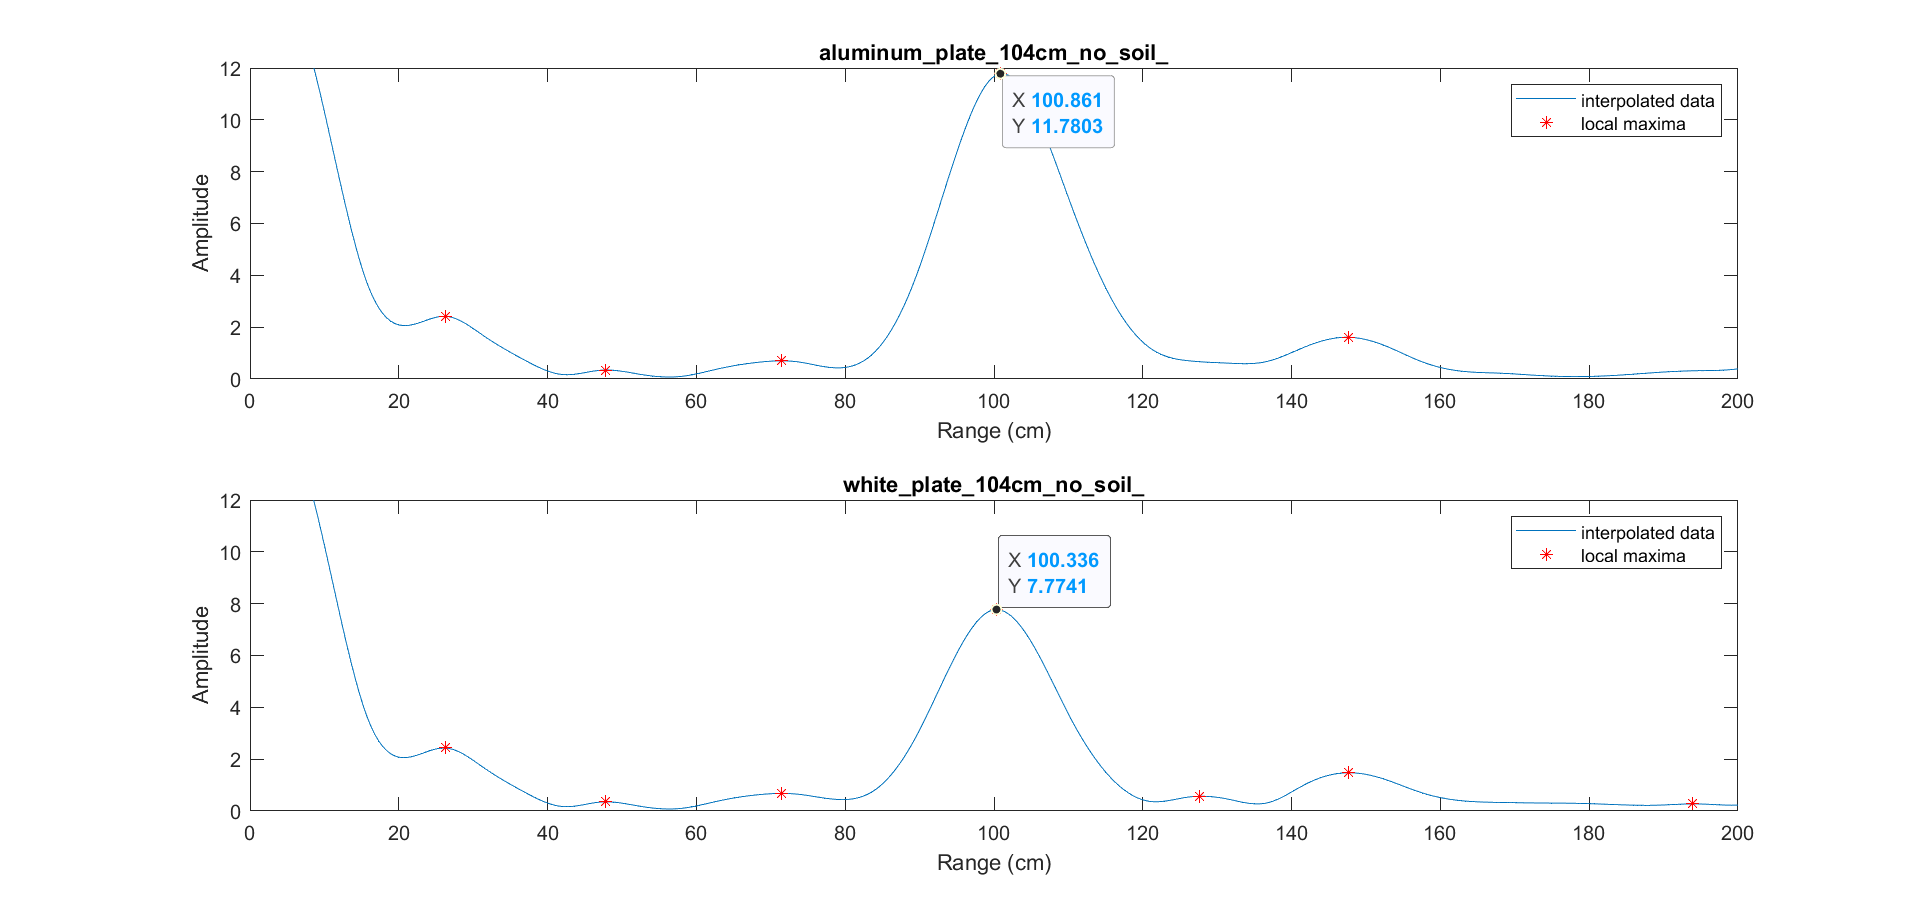 aluminum_plate_104cm_no_soil_
12
10
8
6
4
2
0
Amplitude
X 100.861
Y 11.7803
interpolated data
local maxima
0 20 40 60 80 100 120 140 160 180 200
Range (cm)
white_plate_104cm_no_soil_
12
10
8
6
4
2
0
Amplitude
X 100.336
Y 7.7741
interpolated data
local maxima
0 20 40 60 80 100 120 140 160 180 200
Range (cm)